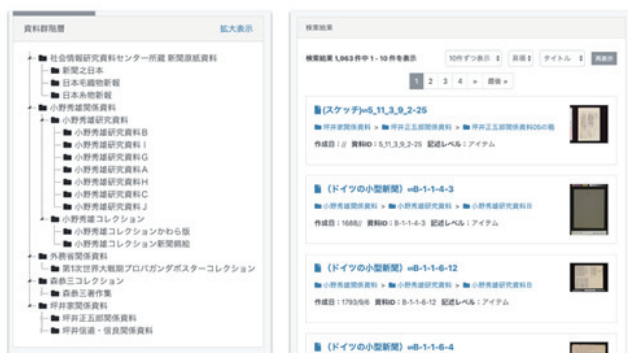 資料群階層 拡大表示
社会情報研究資料センター所蔵 新聞原紙資料
新聞之日本
日本毛織物新報
日本糸物新報
小野秀雄関係資料
小野秀雄研究資料
小野秀雄研究資料B
小野秀雄研究資料I
小野秀雄研究資料G
小野秀雄研究資料A
小野秀雄研究資料H
小野秀雄研究資料C
小野秀雄研究資料J
小野秀雄コレクション
小野秀雄コレクションかわら版
小野秀雄コレクション新聞錦絵
外務省関係資料
第1次世界大戦期プロパガンダポスターコレクション
森恭三コレクション
森恭三著作集
坪井家関係資料
坪井正五郎関係資料
坪井信道・信良関係資料
検索結果
検索結果 1,963 件中 1 - 10 件を表示 10件ずつ表示 昇順 タイトル 再表示
1 2 3 4 » 最後 »
(スケッチ)∞5_11_3_9_2-25
坪井家関係資料 > 坪井正五郎関係資料 > 坪井正五郎関係資料05の箱
作成日：// 資料ID：5_11_3_9_2-25 記述レベル：アイテム
（ドイツの小型新聞）∞B-1-1-4-3
小野秀雄関係資料 > 小野秀雄研究資料 > 小野秀雄研究資料B
作成日：1688// 資料ID：B-1-1-4-3 記述レベル：アイテム
（ドイツの小型新聞）∞B-1-1-6-12
小野秀雄関係資料 > 小野秀雄研究資料 > 小野秀雄研究資料B
作成日：1793/9/6 資料ID：B-1-1-6-12 記述レベル：アイテム
（ドイツの小型新聞）∞B-1-1-6-4